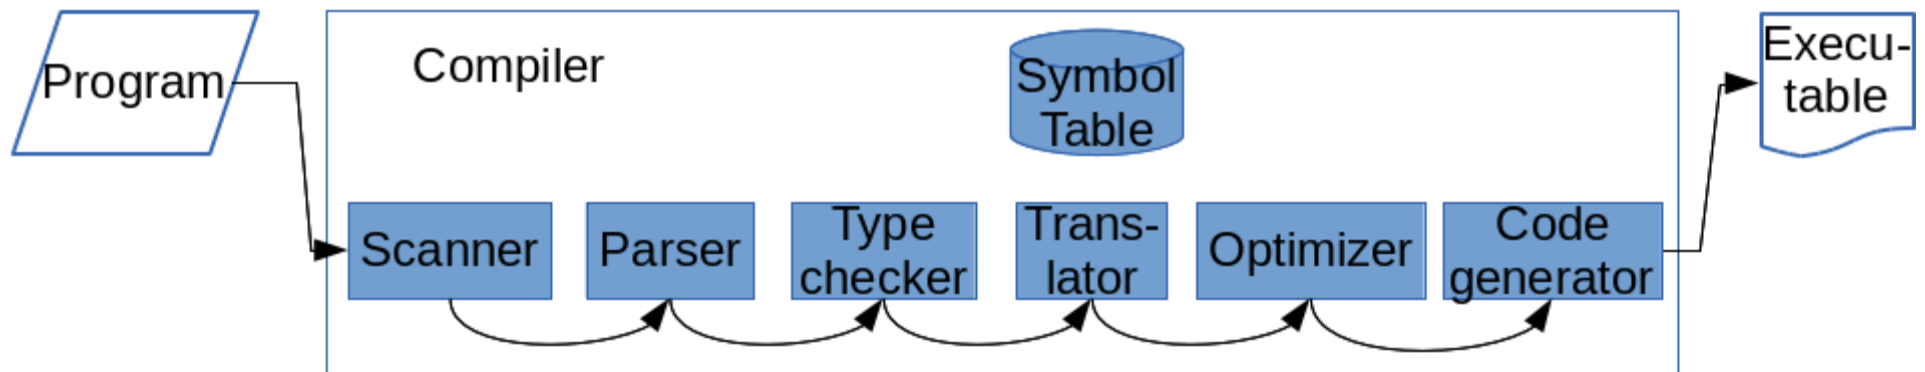 Program
Compiler
Symbol
Table
Execu-
table
Scanner
Parser
Type
checker
Trans-
lator
Optimizer
Code
generator